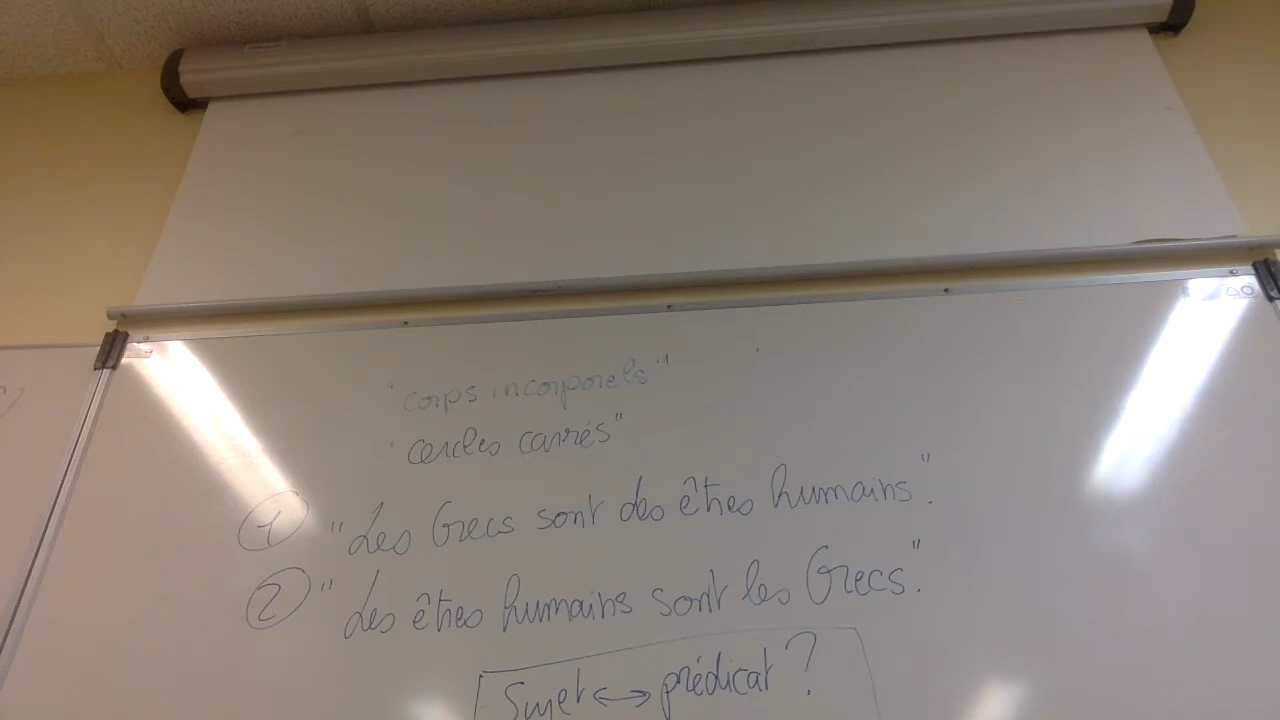 "corps incorporels"
"cercles carrés"
1 "Les Grecs sont des êtres humains".
2 "Les êtres humains sont les Grecs".
Sujet ↔ prédicat ?